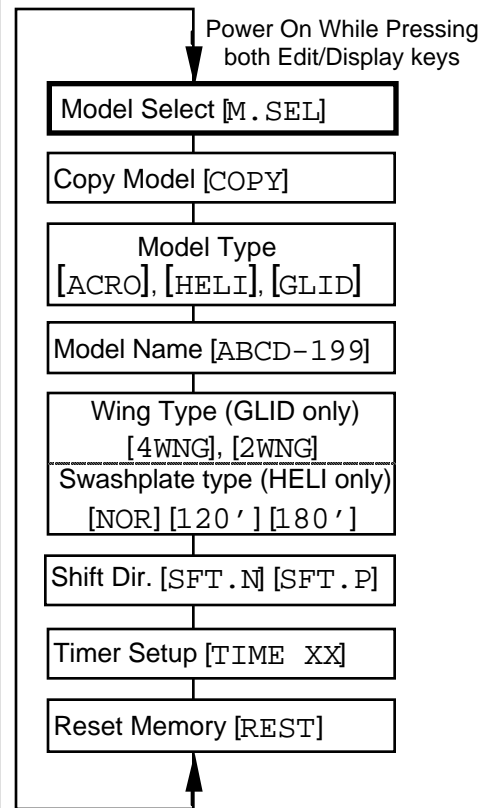 Power On While Pressing
both Edit/Display keys
Model Select [M.SEL]
Copy Model [COPY]
Model Type
[ACRO], [HELI], [GLID]
Model Name [ABCD-199]
Wing Type (GLID only)
[4WNG], [2WNG]
Swashplate type (HELI only)
[NOR] [120'] [180']
Shift Dir. [SFT.N] [SFT.P]
Timer Setup [TIME XX]
Reset Memory [REST]